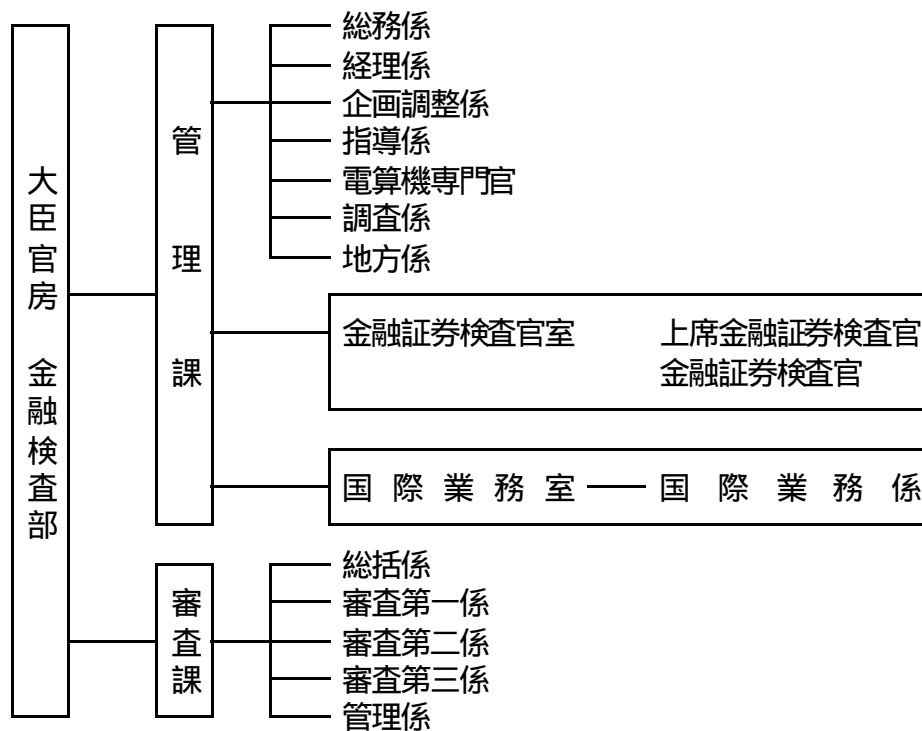 大臣官房 金融検査部
管理課
総務係
経理係
企画調整係
指導係
電算機専門官
調査係
地方係
金融証券検査官室 上席金融証券検査官
金融証券検査官
国際業務室 国際業務係
審査課
総括係
審査第一係
審査第二係
審査第三係
管理係